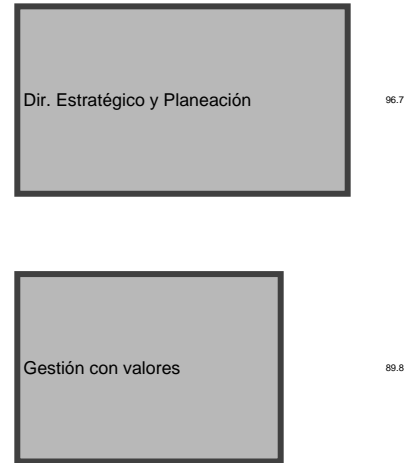 Dir. Estratégico y Planeación 96.7
Gestión con valores 89.8